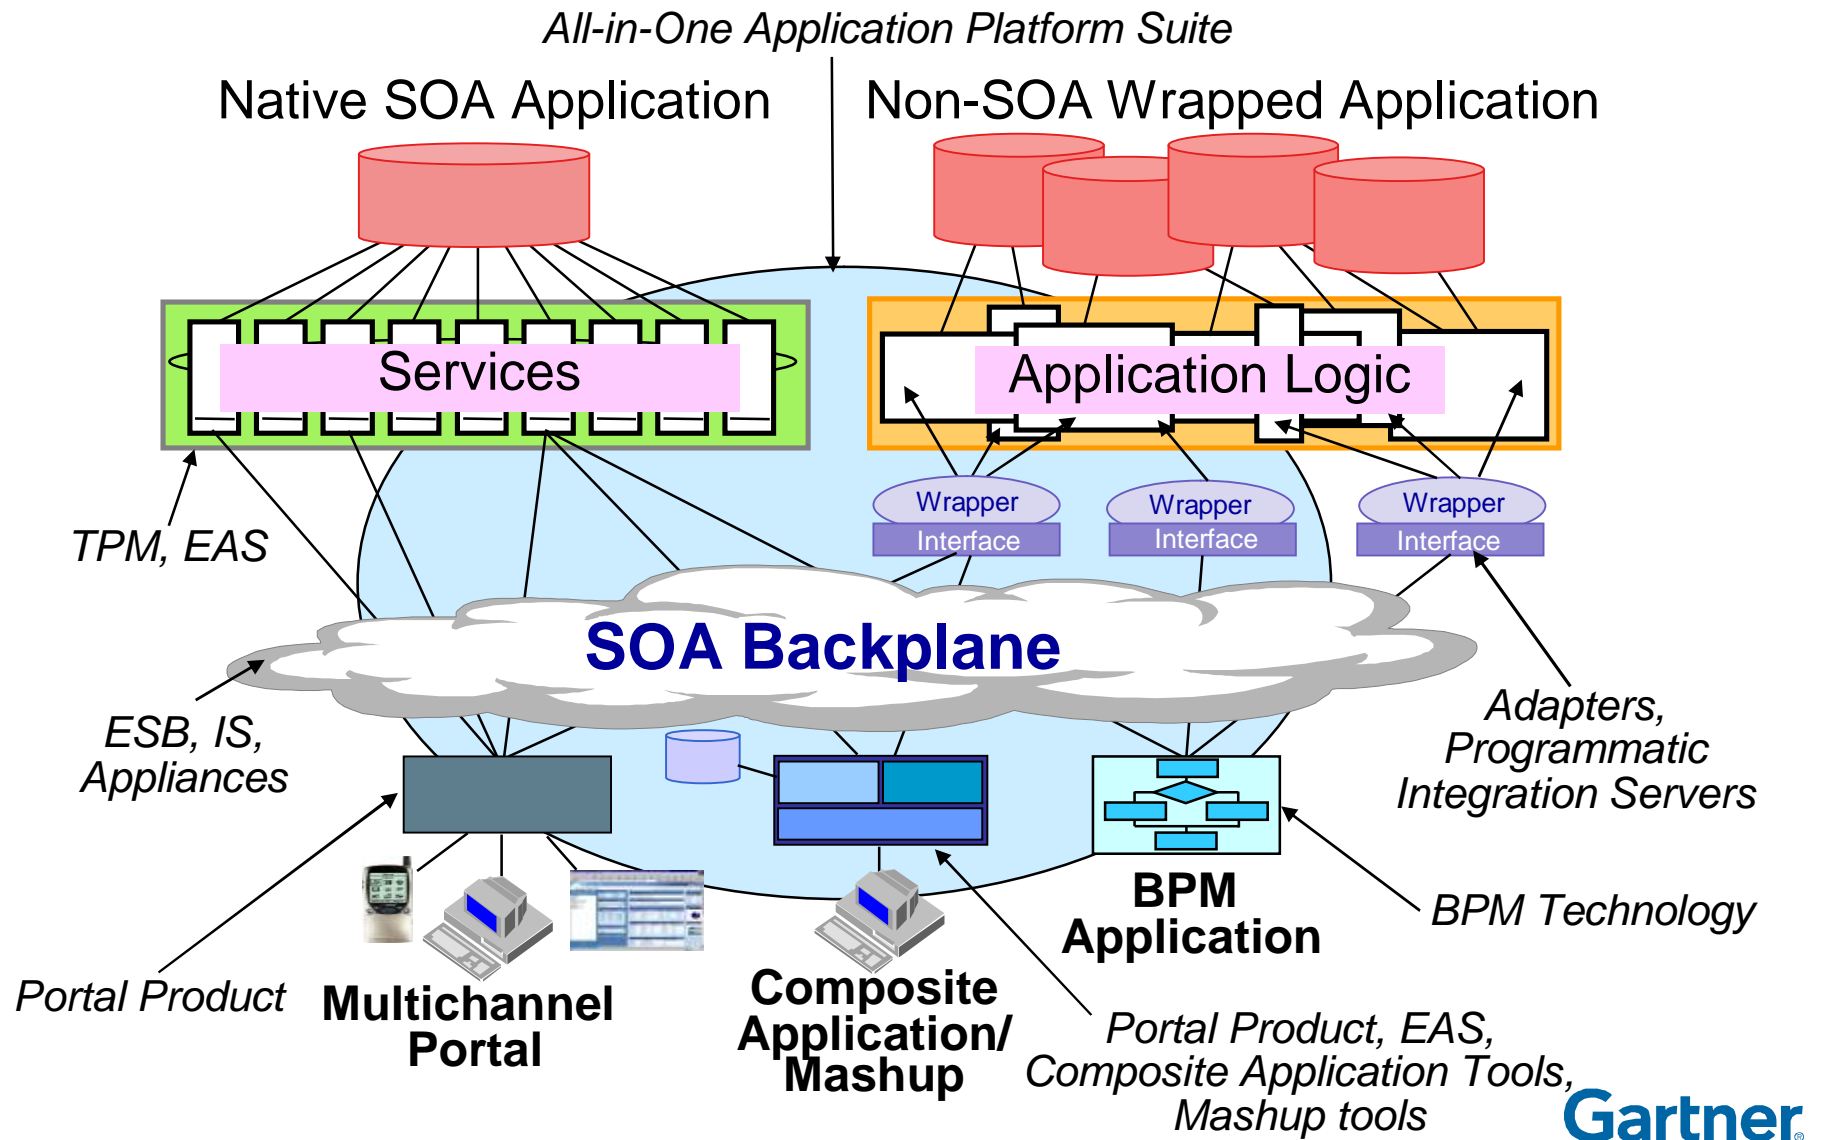 All-in-One Application Platform Suite
Native SOA Application
Non-SOA Wrapped Application
Services
Application Logic
Wrapper
Interface
Wrapper
Interface
Wrapper
Interface
TPM, EAS
SOA Backplane
ESB, IS,
Appliances
Adapters,
Programmatic
Integration Servers
BPM
Application
BPM Technology
Portal Product
Multichannel
Portal
Composite
Application/
Mashup
Portal Product, EAS,
Composite Application Tools,
Mashup tools
Gartner®